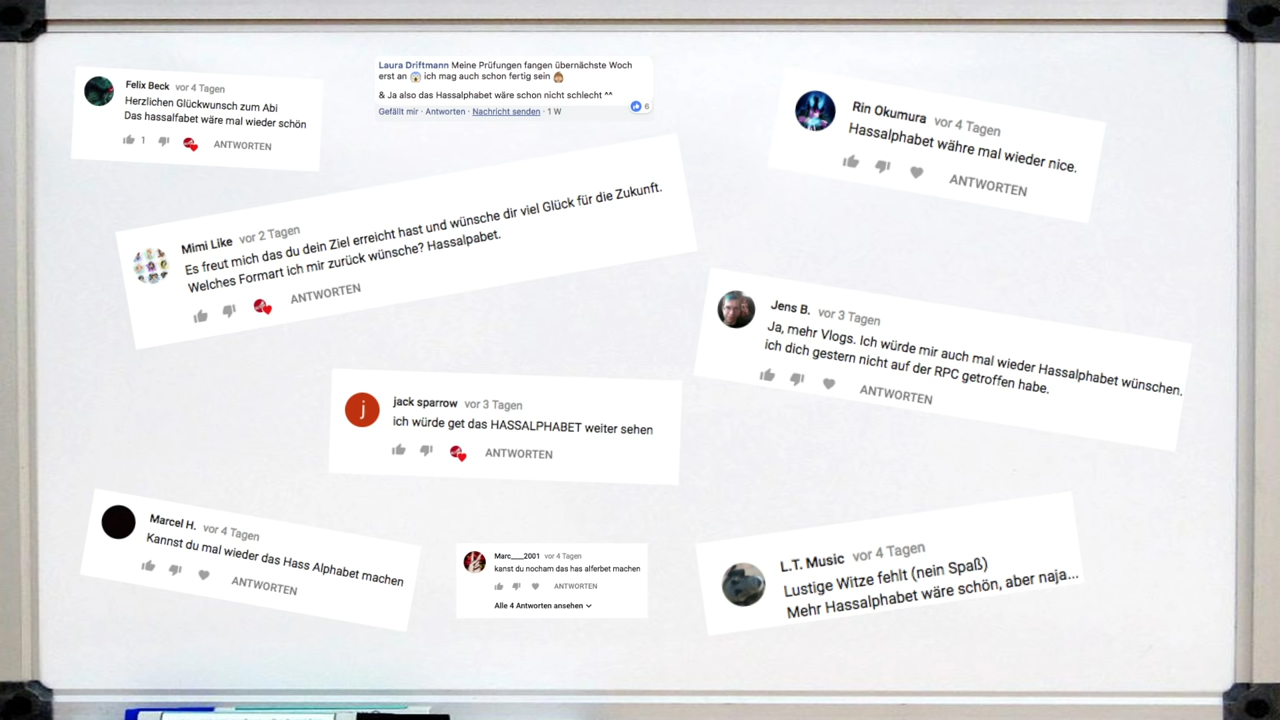 Felix Beck vor 4 Tagen
Herzlichen Glückwunsch zum Abi
Das hassalfabet wäre mal wieder schön
1 ANTWORTEN
Laura Driftmann Meine Prüfungen fangen übernächste Woch
erst an 😱 ich mag auch schon fertig sein 🙈
& Ja also das Hassalphabet wäre schon nicht schlecht ^^
Gefällt mir · Antworten · Nachricht senden · 1 W
6
Rin Okumura vor 4 Tagen
Hassalphabet währe mal wieder nice.
ANTWORTEN
Mimi Like vor 2 Tagen
Es freut mich das du dein Ziel erreicht hast und wünsche dir viel Glück für die Zukunft.
Welches Formart ich mir zurück wünsche? Hassalpabet.
ANTWORTEN
Jens B. vor 3 Tagen
Ja, mehr Vlogs. Ich würde mir auch mal wieder Hassalphabet wünschen.
ich dich gestern nicht auf der RPC getroffen habe.
ANTWORTEN
j
jack sparrow vor 3 Tagen
ich würde get das HASSALPHABET weiter sehen
ANTWORTEN
Marcel H. vor 4 Tagen
Kannst du mal wieder das Hass Alphabet machen
ANTWORTEN
Marc___2001 vor 4 Tagen
kanst du nocham das has alferbet machen
ANTWORTEN
Alle 4 Antworten ansehen
L.T. Music vor 4 Tagen
Lustige Witze fehlt (nein Spaß)
Mehr Hassalphabet wäre schön, aber naja...